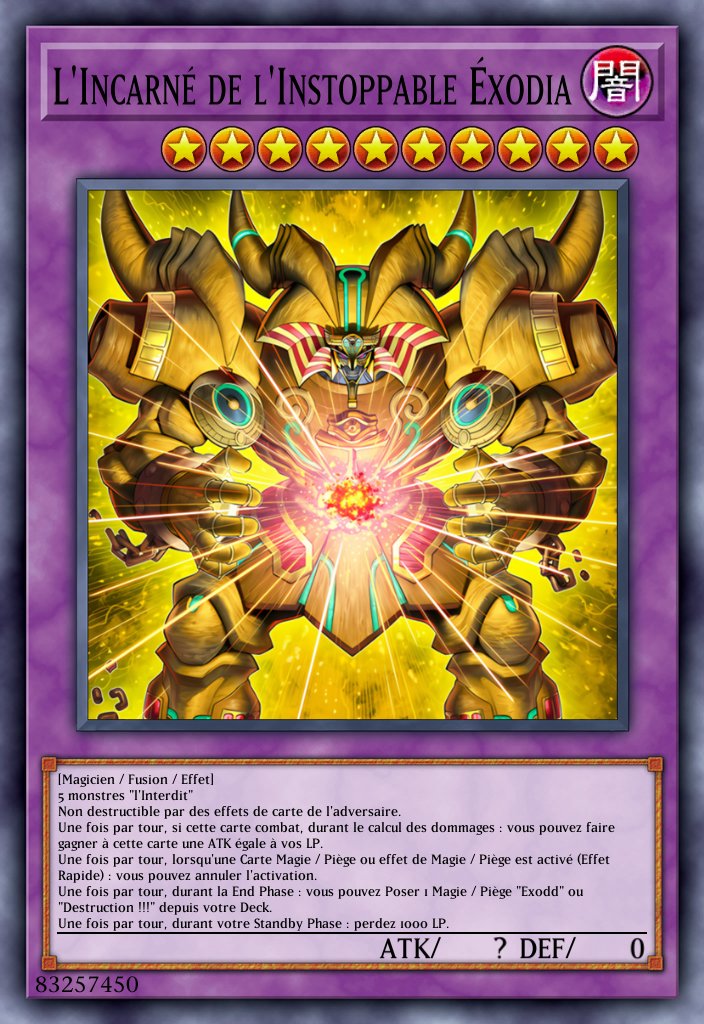 L'Incarné de l'Instoppable Éxodia
闇
[Magicien / Fusion / Effet]
5 monstres "l'Interdit"
Non destructible par des effets de carte de l'adversaire.
Une fois par tour, si cette carte combat, durant le calcul des dommages : vous pouvez faire
gagner à cette carte une ATK égale à vos LP.
Une fois par tour, lorsqu'une Carte Magie / Piège ou effet de Magie / Piège est activé (Effet
Rapide) : vous pouvez annuler l'activation.
Une fois par tour, durant la End Phase : vous pouvez Poser 1 Magie / Piège "Exodd" ou
"Destruction !!!" depuis votre Deck.
Une fois par tour, durant votre Standby Phase : perdez 1000 LP.
ATK/ ? DEF/ 0
83257450